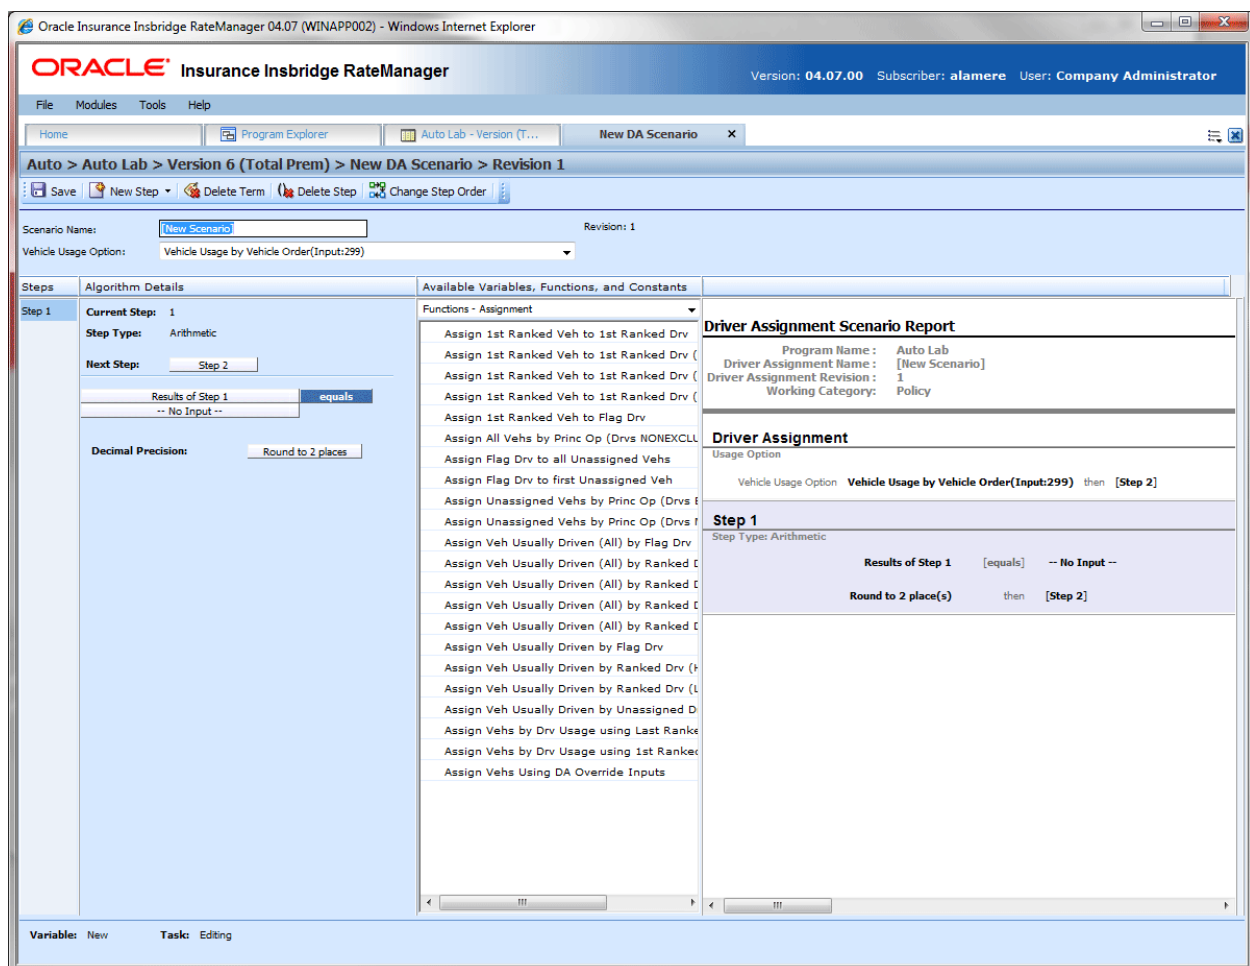 Oracle Insurance Insbridge RateManager 04.07 (WINAPP002) - Windows Internet Explorer
ORACLE Insurance Insbridge RateManager
Version: 04.07.00 Subscriber: alamere User: Company Administrator
File Modules Tools Help
Home Program Explorer Auto Lab - Version (T... New DA Scenario
Auto > Auto Lab > Version 6 (Total Prem) > New DA Scenario > Revision 1
Save New Step Delete Term Delete Step Change Step Order
Scenario Name: [New Scenario] Revision: 1
Vehicle Usage Option: Vehicle Usage by Vehicle Order(Input:299)
Steps Algorithm Details Available Variables, Functions, and Constants
Step 1
Current Step: 1
Step Type: Arithmetic
Next Step: Step 2
Results of Step 1 equals
-- No Input --
Decimal Precision: Round to 2 places
Functions - Assignment
Assign 1st Ranked Veh to 1st Ranked Drv
Assign 1st Ranked Veh to 1st Ranked Drv (
Assign 1st Ranked Veh to 1st Ranked Drv (
Assign 1st Ranked Veh to 1st Ranked Drv (
Assign 1st Ranked Veh to Flag Drv
Assign All Vehs by Princ Op (Drvs NONEXCLU
Assign Flag Drv to all Unassigned Vehs
Assign Flag Drv to first Unassigned Veh
Assign Unassigned Vehs by Princ Op (Drvs
Assign Unassigned Vehs by Princ Op (Drvs
Assign Veh Usually Driven (All) by Flag Drv
Assign Veh Usually Driven (All) by Ranked
Assign Veh Usually Driven (All) by Ranked
Assign Veh Usually Driven (All) by Ranked
Assign Veh Usually Driven (All) by Ranked
Assign Veh Usually Driven by Flag Drv
Assign Veh Usually Driven by Ranked Drv (
Assign Veh Usually Driven by Ranked Drv (L
Assign Veh Usually Driven by Unassigned D
Assign Vehs by Drv Usage using Last Ranke
Assign Vehs by Drv Usage using 1st Ranked
Assign Vehs Using DA Override Inputs
Driver Assignment Scenario Report
Program Name : Auto Lab
Driver Assignment Name : [New Scenario]
Driver Assignment Revision : 1
Working Category: Policy
Driver Assignment
Usage Option
Vehicle Usage Option Vehicle Usage by Vehicle Order(Input:299) then [Step 2]
Step 1
Step Type: Arithmetic
Results of Step 1 [equals] -- No Input --
Round to 2 place(s) then [Step 2]
Variable: New Task: Editing